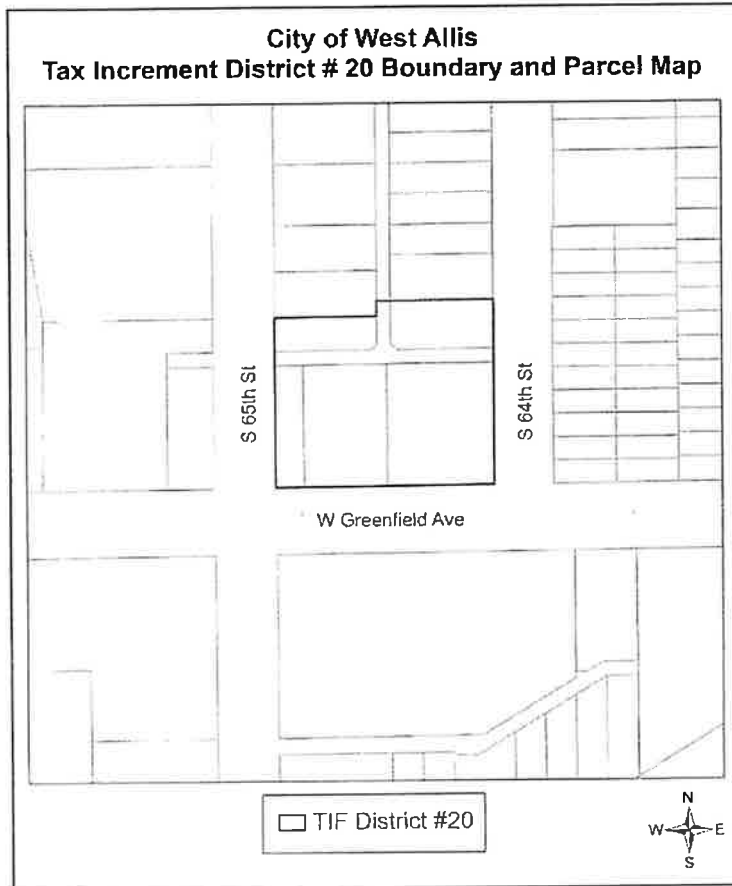 City of West Allis
Tax Increment District # 20 Boundary and Parcel Map
S 65th St
S 64th St
W Greenfield Ave
TIF District #20
N
W E
S